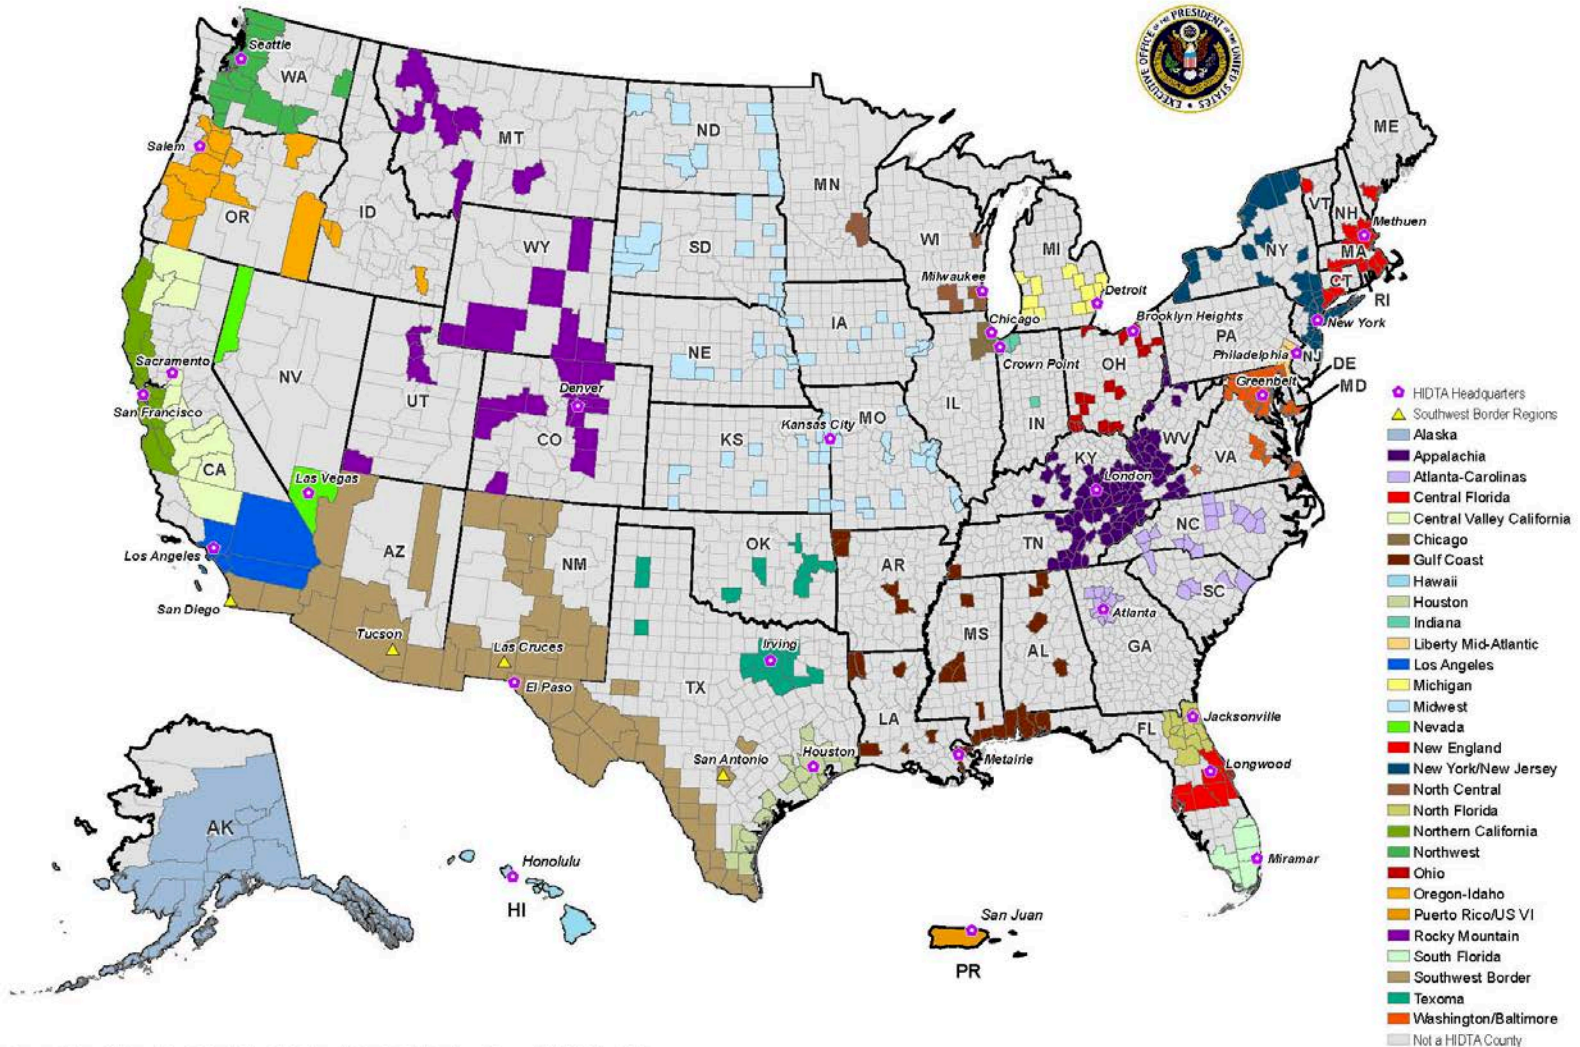 EXECUTIVE OFFICE OF THE PRESIDENT OF THE UNITED STATES
Seattle
WA
Salem
OR
ID
MT
ND
MN
WI
MI
ME
VT
NH
Methuen
MA
CT
RI
NY
New York
WY
SD
Milwaukee
Detroit
Chicago
Brooklyn Heights
Crown Point
PA
Philadelphia
NJ
DE
MD
Greenbelt
Sacramento
San Francisco
CA
NV
UT
Denver
CO
NE
IA
IL
IN
OH
KS
Kansas City
MO
KY
WV
VA
London
Las Vegas
Los Angeles
San Diego
AZ
NM
Tucson
Las Cruces
El Paso
OK
AR
TN
NC
SC
Atlanta
GA
MS
AL
Irving
TX
LA
San Antonio
Houston
Metairie
FL
Jacksonville
Longwood
Miramar
AK
Honolulu
HI
San Juan
PR
HIDTA Headquarters
Southwest Border Regions
Alaska
Appalachia
Atlanta-Carolinas
Central Florida
Central Valley California
Chicago
Gulf Coast
Hawaii
Houston
Indiana
Liberty Mid-Atlantic
Los Angeles
Michigan
Midwest
Nevada
New England
New York/New Jersey
North Central
North Florida
Northern California
Northwest
Ohio
Oregon-Idaho
Puerto Rico/US VI
Rocky Mountain
South Florida
Southwest Border
Texoma
Washington/Baltimore
Not a HIDTA County